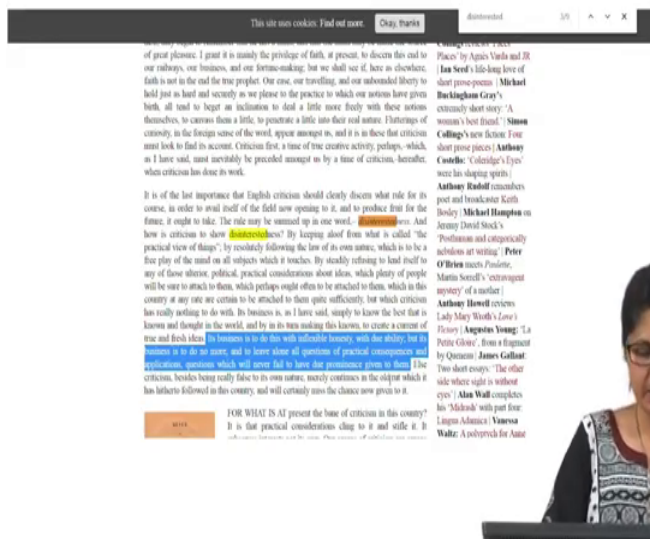 This site uses cookies: Find out more. Okay, thanks
disinterested 3/9
of great pleasure. I grant it is mainly the privilege of faith, at present, to discern this end to
our railways, our business, and our fortune-making; but we shall see if, here as elsewhere,
faith is not in the end the true prophet. Our ease, our travelling, and our unbounded liberty to
hold just as hard and securely as we please to the practice to which our notions have given
birth, all tend to beget an inclination to deal a little more freely with these notions
themselves, to canvass them a little, to penetrate a little into their real nature. Flutterings of
curiosity, in the foreign sense of the word, appear amongst us, and it is in these that criticism
must look to find its account. Criticism first, a time of true creative activity, perhaps,-which,
as I have said, must inevitably be preceded amongst us by a time of criticism,-hereafter,
when criticism has done its work.
It is of the last importance that English criticism should clearly discern what rule for its
course, in order to avail itself of the field now opening to it, and to produce fruit for the
future, it ought to take. The rule may be summed up in one word,– disinterestedness. And
how is criticism to show disinterestedness? By keeping aloof from what is called “the
practical view of things”; by resolutely following the law of its own nature, which is to be a
free play of the mind on all subjects which it touches. By steadily refusing to lend itself to
any of those ulterior, political, practical considerations about ideas, which plenty of people
will be sure to attach to them, which perhaps ought often to be attached to them, which in this
country at any rate are certain to be attached to them quite sufficiently, but which criticism
has really nothing to do with. Its business is, as I have said, simply to know the best that is
known and thought in the world, and by in its turn making this known, to create a current of
true and fresh ideas. Its business is to do this with inflexible honesty, with due ability; but its
business is to do no more, and to leave alone all questions of practical consequences and
applications, questions which will never fail to have due prominence given to them. Else
criticism, besides being really false to its own nature, merely continues in the old rut which it
has hitherto followed in this country, and will certainly miss the chance now given to it.
FOR WHAT IS AT present the bane of criticism in this country?
It is that practical considerations cling to it and stifle it. It
Places’ by Agnès Varda and JR
| Ian Seed’s life-long love of
short prose-poems | Michael
Buckingham Gray’s
extremely short story: ‘A
woman’s best friend.’ | Simon
Collings’s new fiction: Four
short prose pieces | Anthony
Costello: ‘Coleridge’s Eyes’
were his shaping spirits |
Anthony Rudolf remembers
poet and broadcaster Keith
Bosley | Michael Hampton on
Jeremy David Stock’s
‘Posthuman and categorically
nebulous art writing’ | Peter
O’Brien meets Paulette,
Martin Sorrell’s ‘extravagent
mystery’ of a mother |
Anthony Howell reviews
Lady Mary Wroth’s Love’s
Victory | Augustus Young: ‘La
Petite Gloire’, from a fragment
by Queneau | James Gallant:
Two short essays: ‘The other
side where sight is without
eyes’ | Alan Wall completes
his ‘Midrash’ with part four:
Lingua Adamica | Vanessa
Waltz: A polyptych for Anne